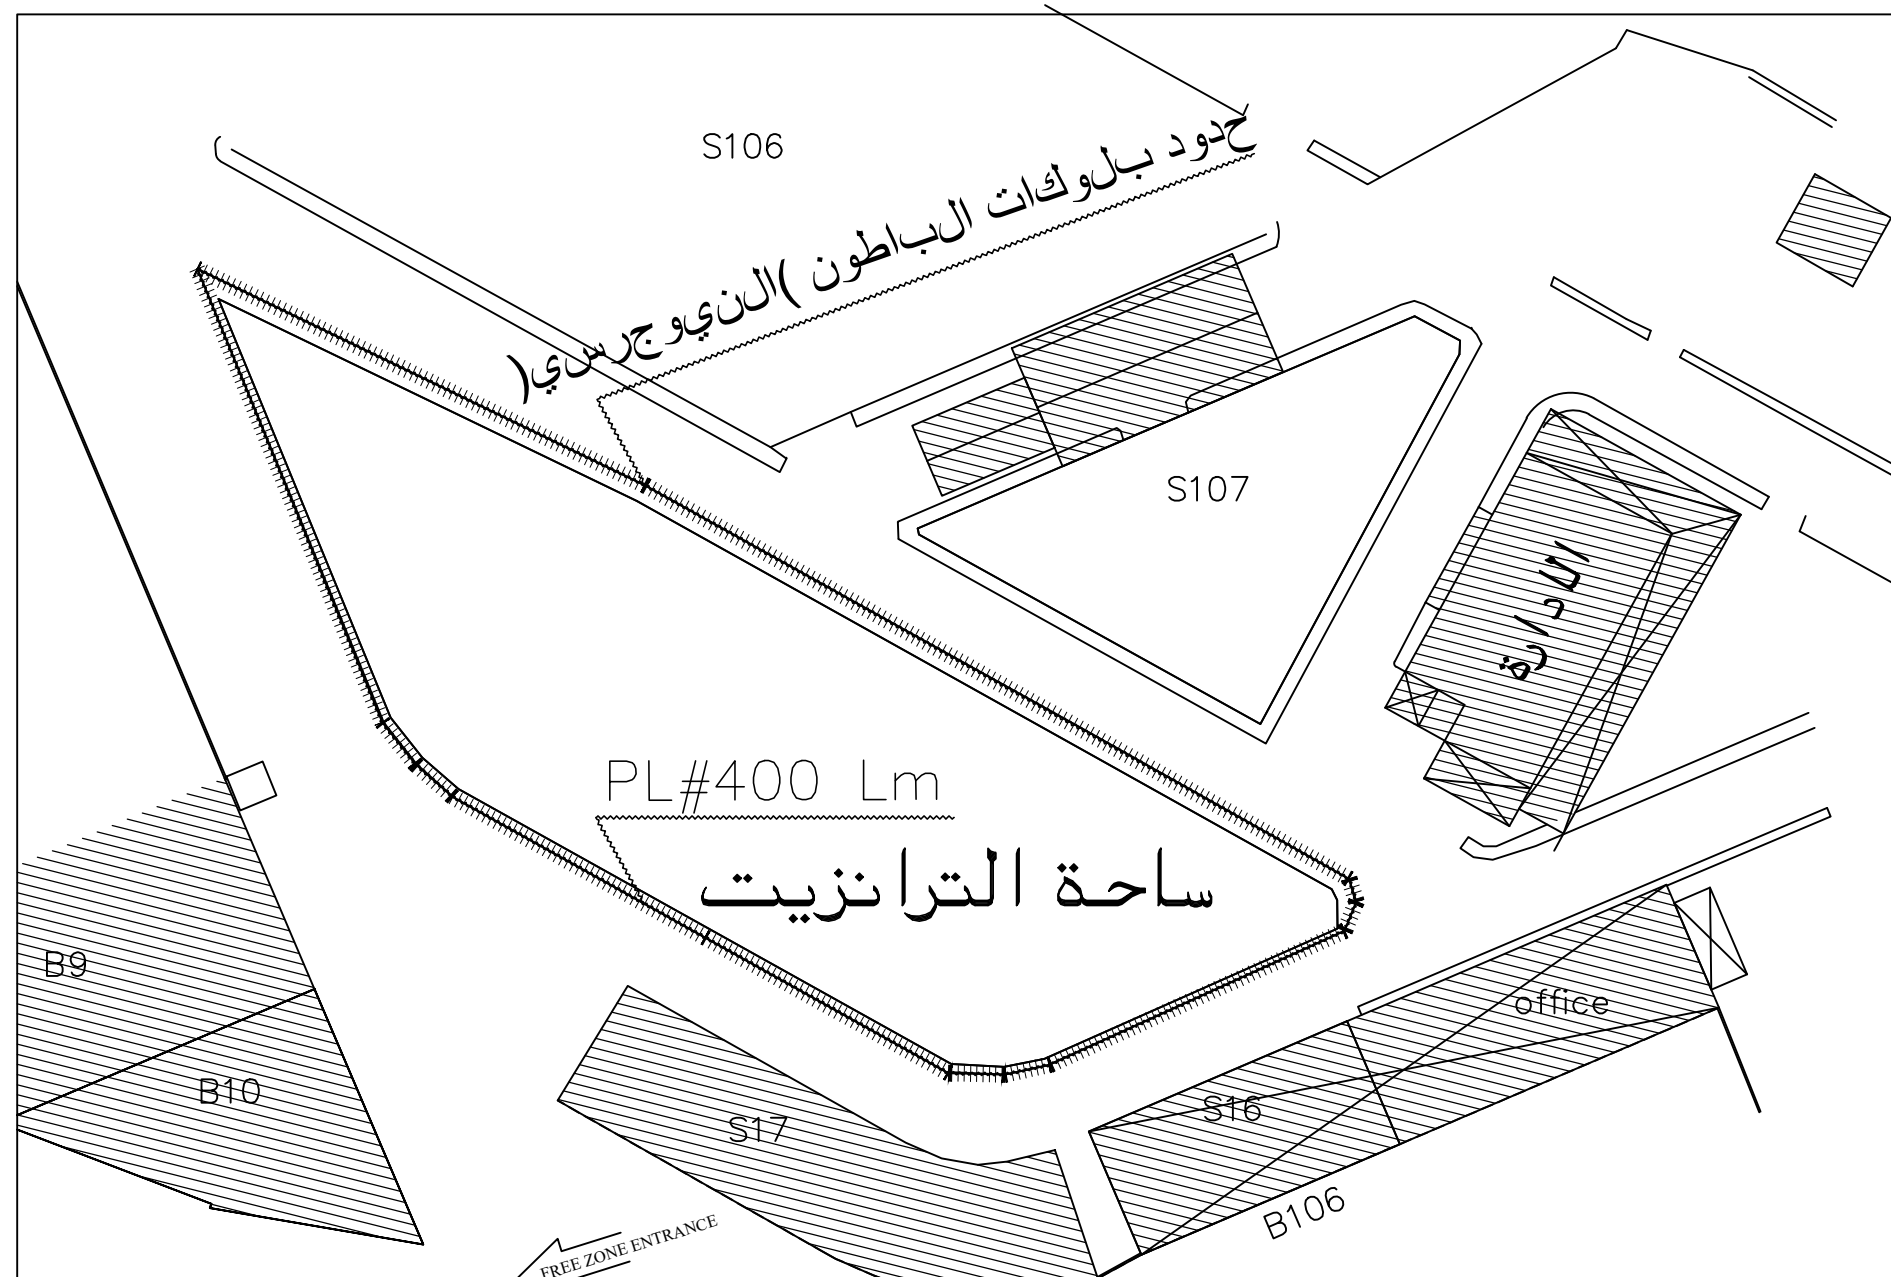 S106
حدود بلوكات الباطون )النيوجرسي(
S107
الادارة
PL#400 Lm
ساحة الترانزيت
B9
office
B10
S16
S17
B106
FREE ZONE ENTRANCE